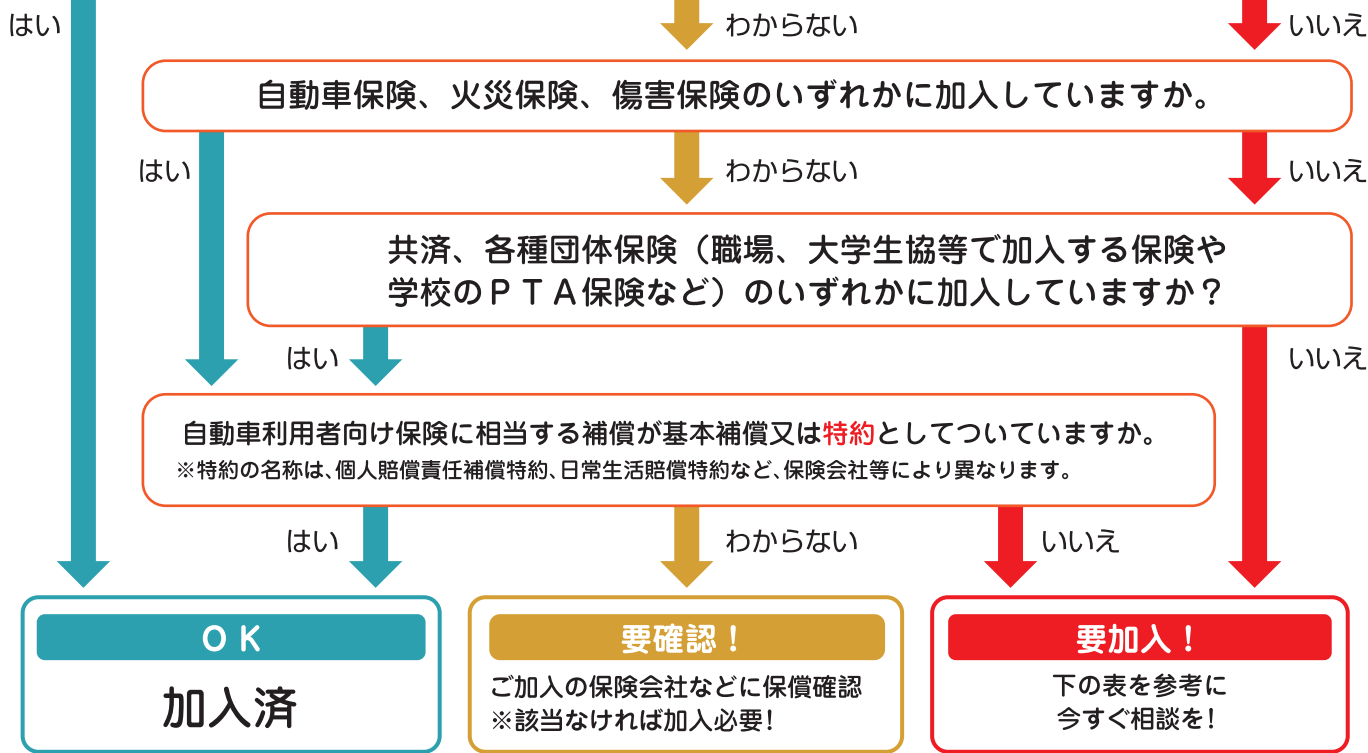 はい
わからない
いいえ
自動車保険、火災保険、傷害保険のいずれかに加入していますか。
はい
わからない
いいえ
共済、各種団体保険（職場、大学生協等で加入する保険や
学校のＰＴＡ保険など）のいずれかに加入していますか？
はい
いいえ
自動車利用者向け保険に相当する補償が基本補償又は特約としてついていますか。
※特約の名称は、個人賠償責任補償特約、日常生活賠償特約など、保険会社等により異なります。
はい
わからない
いいえ
ＯＫ
加入済
要確認！
ご加入の保険会社などに保償確認
※該当なければ加入必要!
要加入！
下の表を参考に
今すぐ相談を!